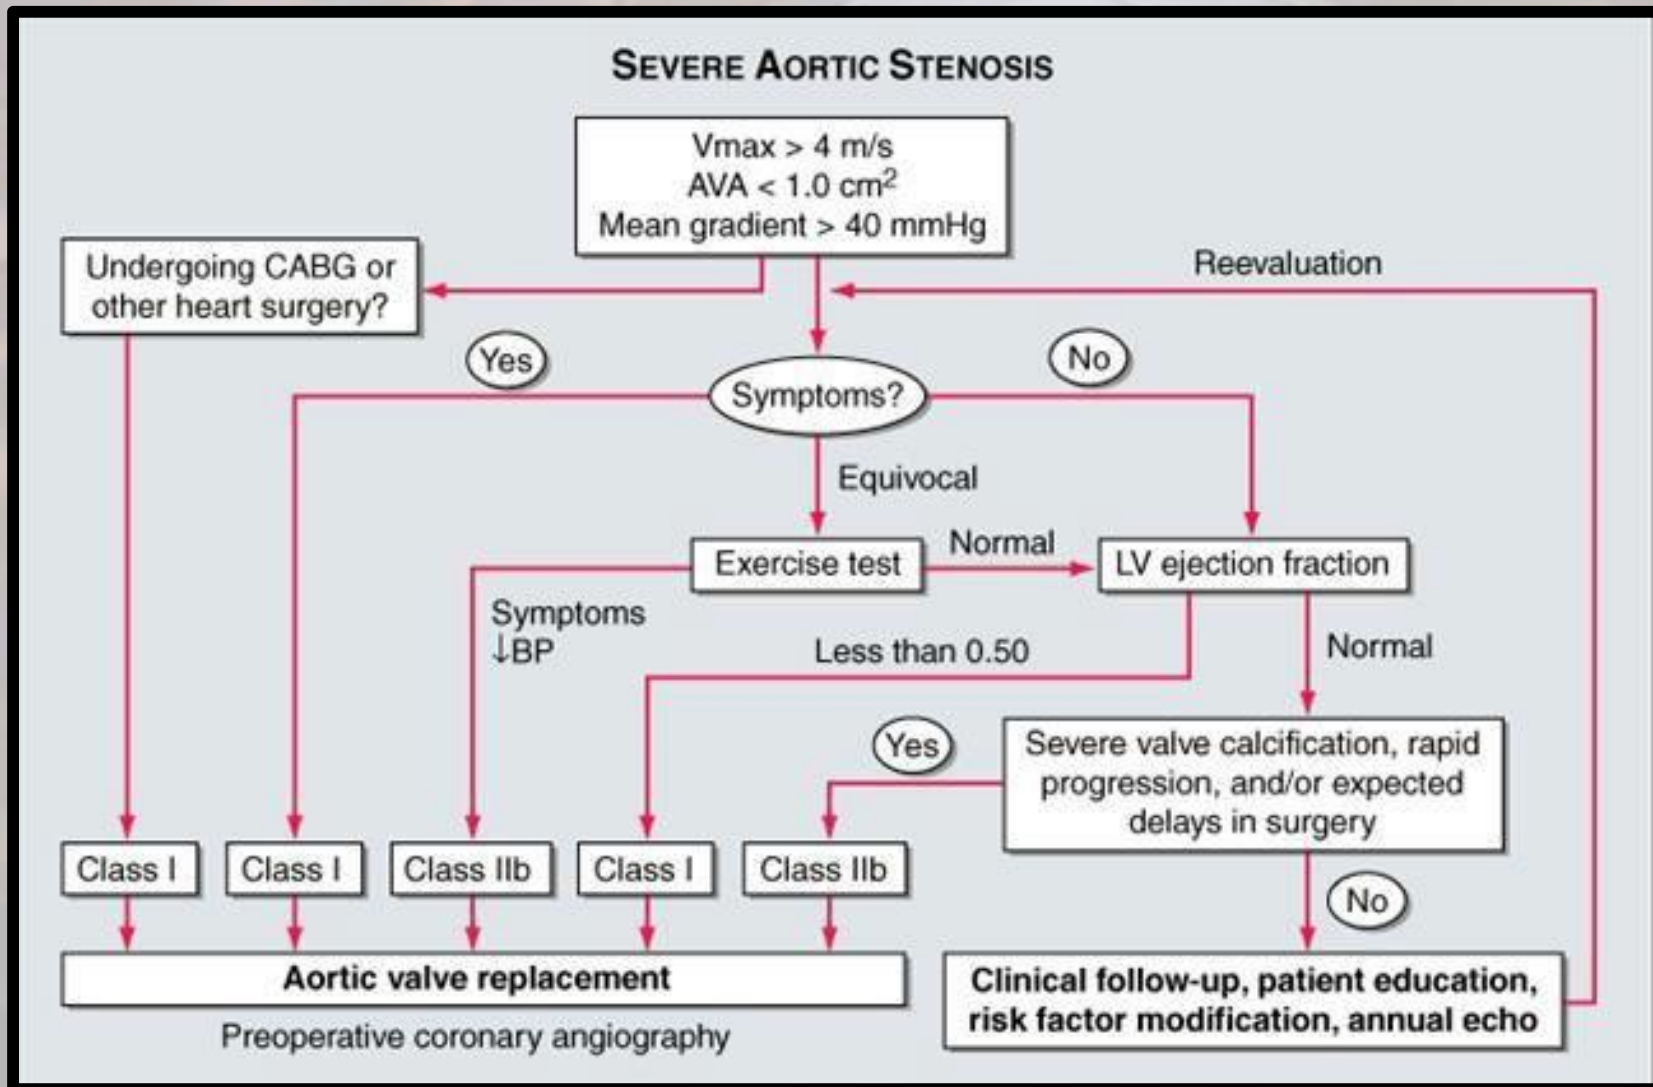 SEVERE AORTIC STENOSIS
Vmax > 4 m/s
AVA < 1.0 cm²
Mean gradient > 40 mmHg
Undergoing CABG or
other heart surgery?
Reevaluation
Yes
No
Symptoms?
Equivocal
Exercise test
Normal
LV ejection fraction
Symptoms
↓BP
Less than 0.50
Normal
Yes
Severe valve calcification, rapid
progression, and/or expected
delays in surgery
Class I
Class I
Class IIb
Class I
Class IIb
No
Aortic valve replacement
Clinical follow-up, patient education,
risk factor modification, annual echo
Preoperative coronary angiography